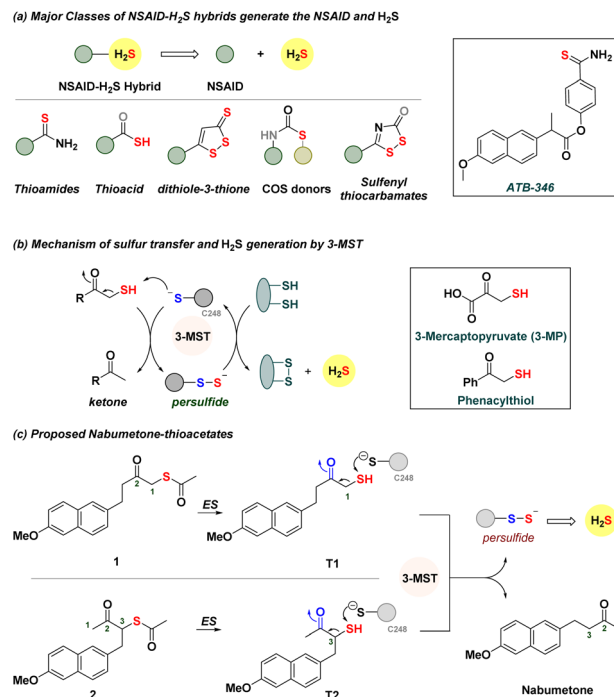 (a) Major Classes of NSAID-H₂S hybrids generate the NSAID and H₂S
H₂S
+
H₂S
NSAID-H₂S Hybrid
NSAID
S
NH₂
O
SH
S
S
S
O
HN
S
O
N
S
S
Thioamides
Thioacid
dithiole-3-thione
COS donors
Sulfenyl
thiocarbamates
S
NH₂
O
O
O
ATB-346
(b) Mechanism of sulfur transfer and H₂S generation by 3-MST
O
R
SH
−
S
C248
SH
SH
3-MST
O
R
ketone
S–S
−
persulfide
S
S
+
H₂S
O
HO
SH
O
3-Mercaptopyruvate (3-MP)
O
Ph
SH
Phenacylthiol
(c) Proposed Nabumetone-thioacetates
O
2
1
S
O
MeO
1
ES
O
SH
1
⊖
S
C248
MeO
T1
3-MST
S–S
−
persulfide
H₂S
O
1
2
3
S
O
MeO
2
ES
O
SH
3
⊖
S
C248
MeO
T2
O
2
3
MeO
Nabumetone